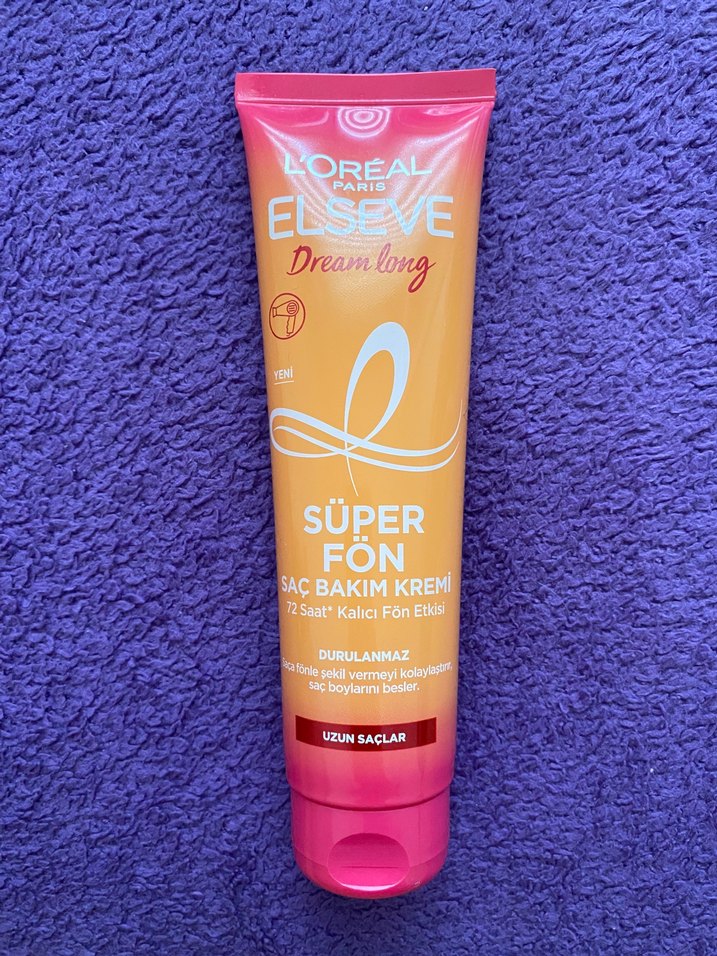 L'ORÉAL
PARIS
ELSEVE
Dream long
YENİ
SÜPER
FÖN
SAÇ BAKIM KREMİ
72 Saat* Kalıcı Fön Etkisi
DURULANMAZ
Saça fönle şekil vermeyi kolaylaştırır,
saç boylarını besler.
UZUN SAÇLAR